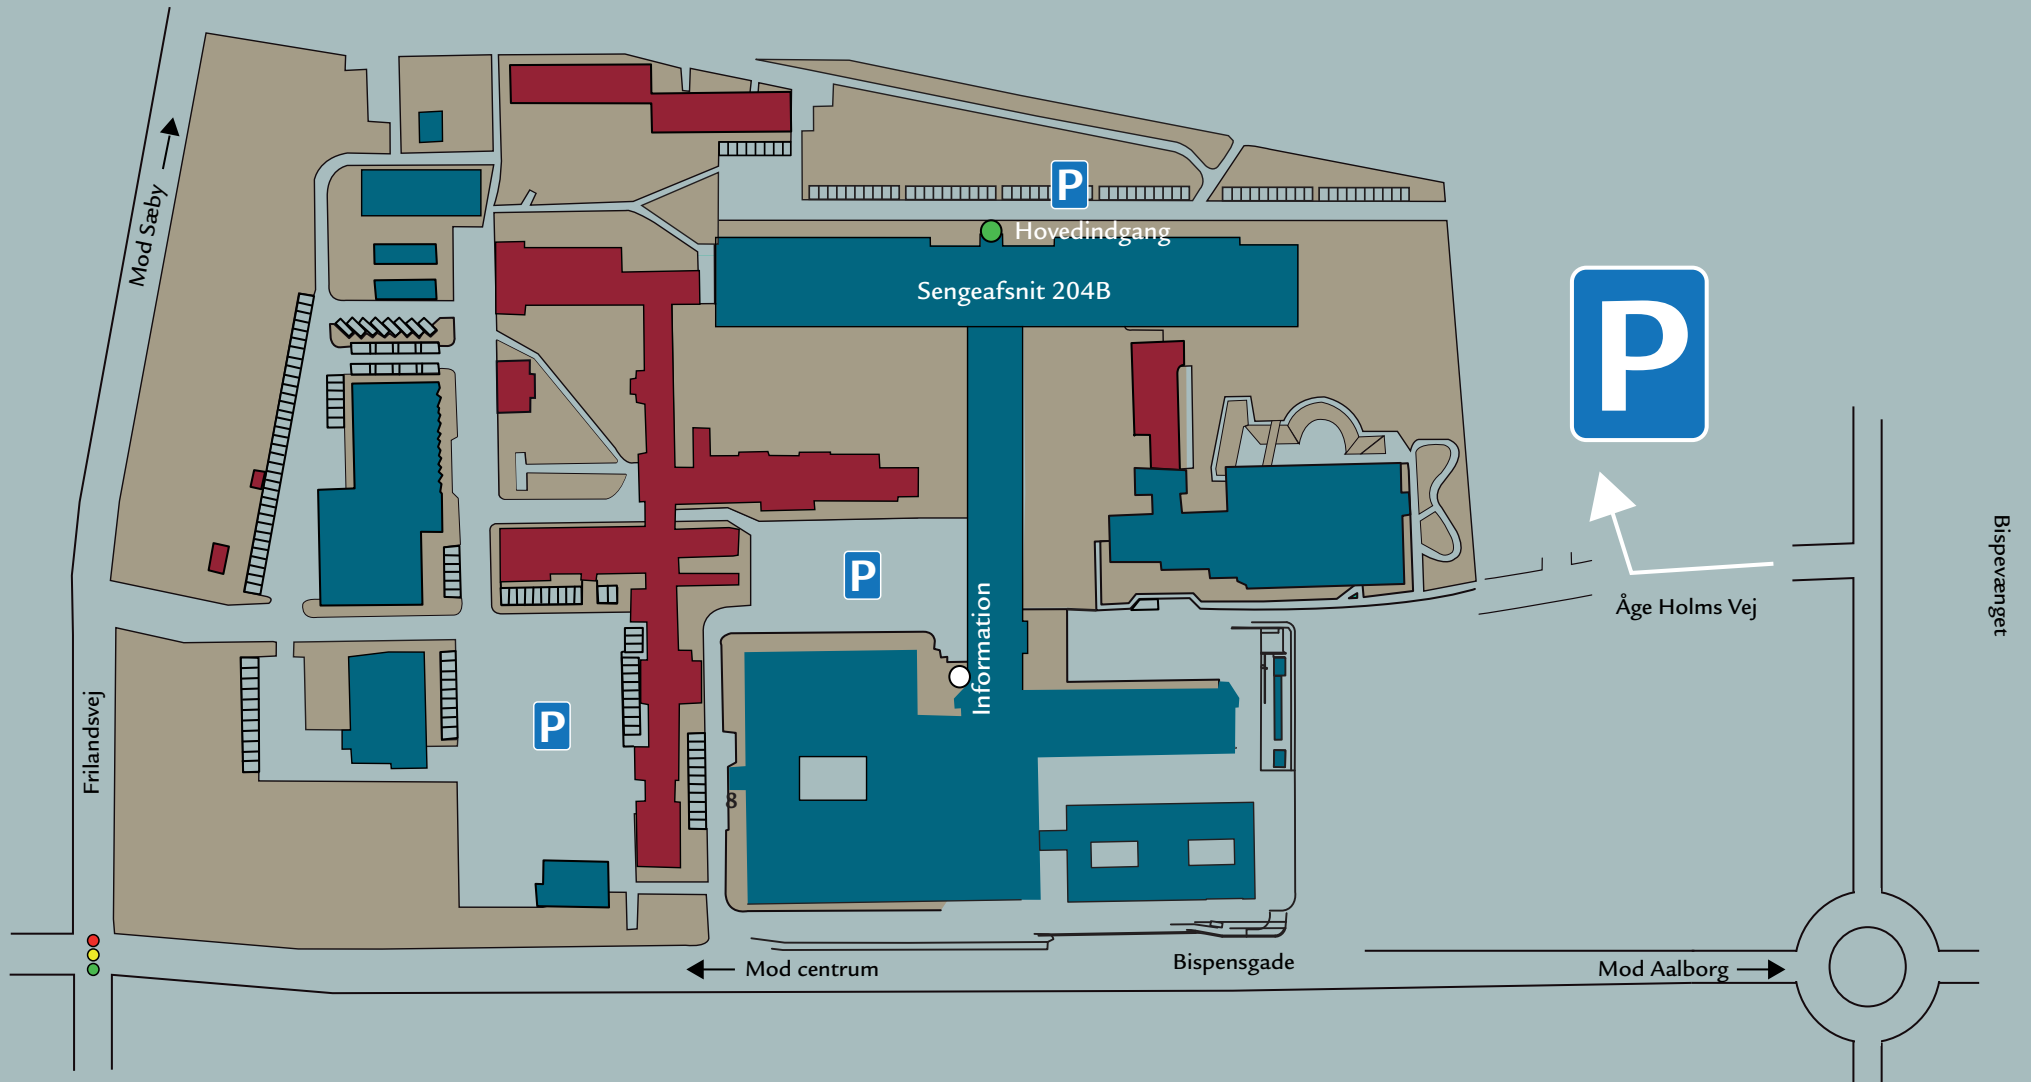 P
Hovedindgang
Mod Sæby
Sengeafsnit 204B
P
P
Information
Åge Holms Vej
Bispevænget
P
Frilandsvej
8
Mod centrum
Bispensgade
Mod Aalborg